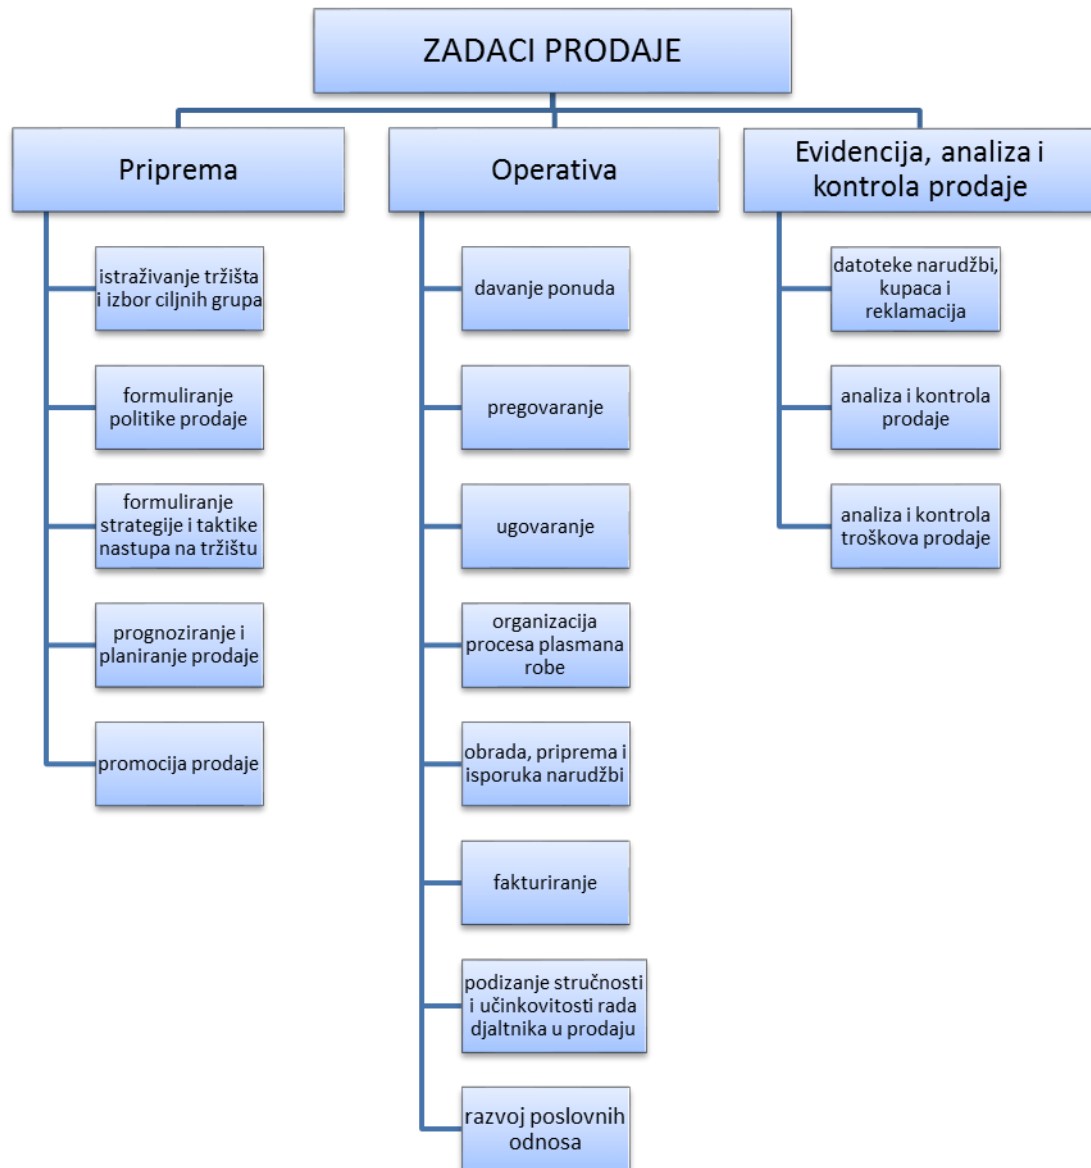 ZADACI PRODAJE
Priprema
istraživanje tržišta
i izbor ciljnih grupa
formuliranje
politike prodaje
formuliranje
strategije i taktike
nastupa na tržištu
prognoziranje i
planiranje prodaje
promocija prodaje
Operativa
davanje ponuda
pregovaranje
ugovaranje
organizacija
procesa plasmana
robe
obrada, priprema i
isporuka narudžbi
fakturiranje
podizanje stručnosti
i učinkovitosti rada
djaltnika u prodaju
razvoj poslovnih
odnosa
Evidencija, analiza i
kontrola prodaje
datoteke narudžbi,
kupaca i
reklamacija
analiza i kontrola
prodaje
analiza i kontrola
troškova prodaje